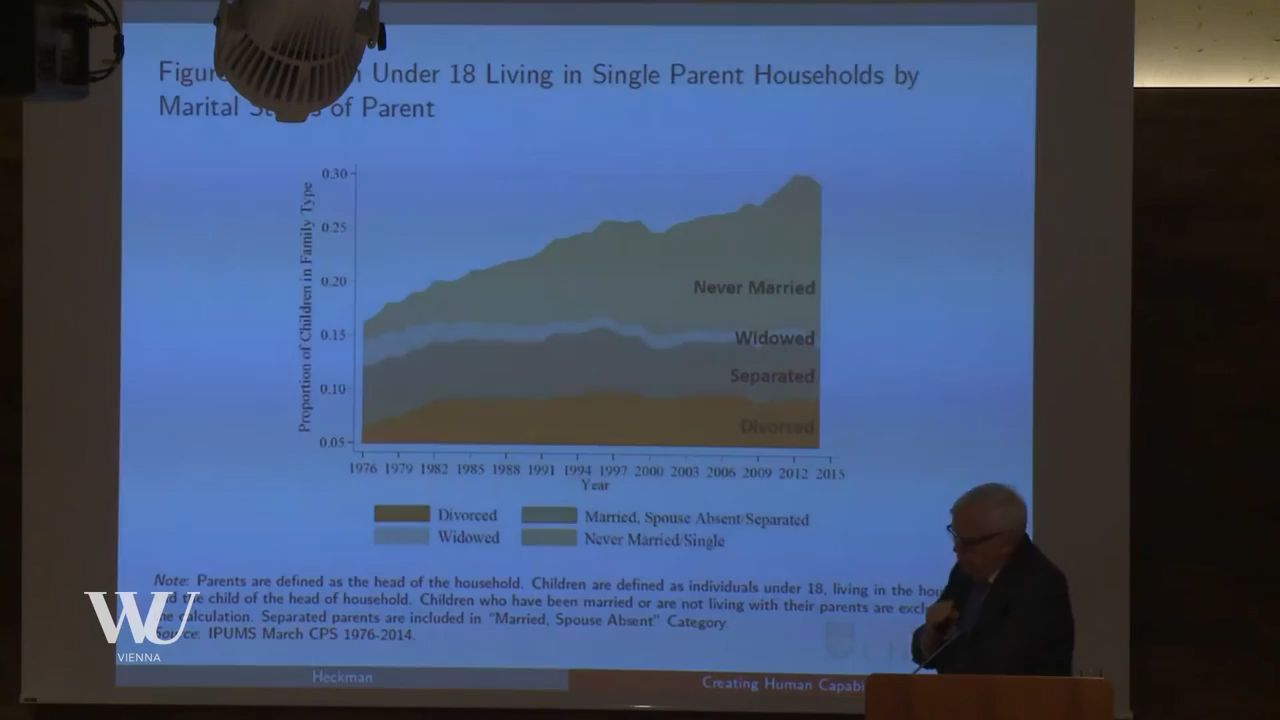 Under 18 Living in Single Parent Households by
Marital of Parent
Proportion of Children in Family Type
0.30
0.25
0.20
0.15
0.10
0.05
Never Married
Widowed
Separated
Divorced
1976 1979 1982 1985 1988 1991 1994 1997 2000 2003 2006 2009 2012 2015
Year
Divorced Married, Spouse Absent/Separated
Widowed Never Married/Single
Note: Parents are defined as the head of the household. Children are defined as individuals under 18, living in the
the child of the head of household. Children who have been married or are not living with their parents are
calculation. Separated parents are included in “Married, Spouse Absent” Category.
IPUMS March CPS 1976-2014.
WU
VIENNA
Heckman Creating Human